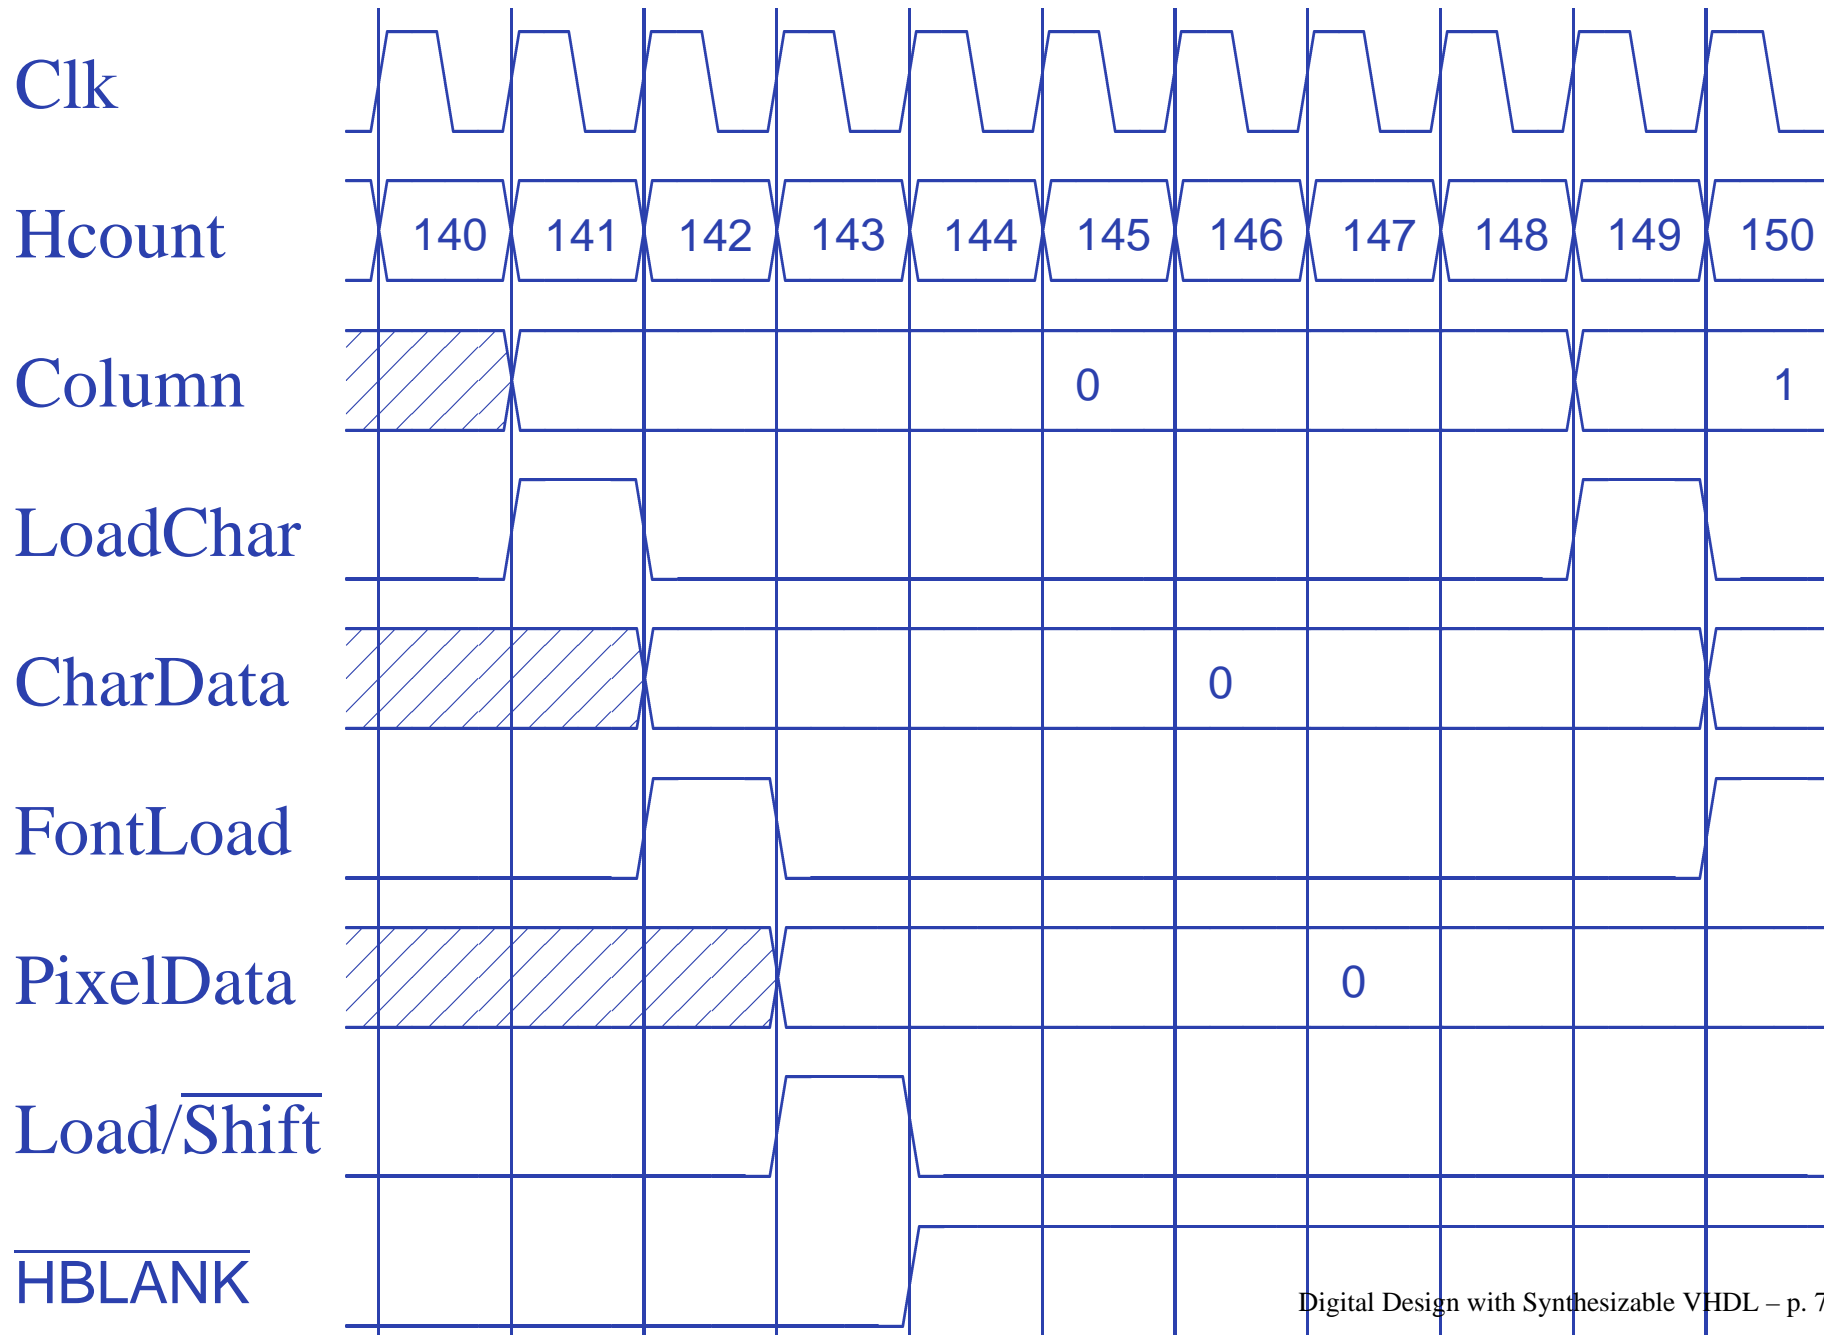 Clk
Hcount 140 141 142 143 144 145 146 147 148 149 150
Column 0 1
LoadChar
CharData 0
FontLoad
PixelData 0
Load/Shift
HBLANK
Digital Design with Synthesizable VHDL – p. 7